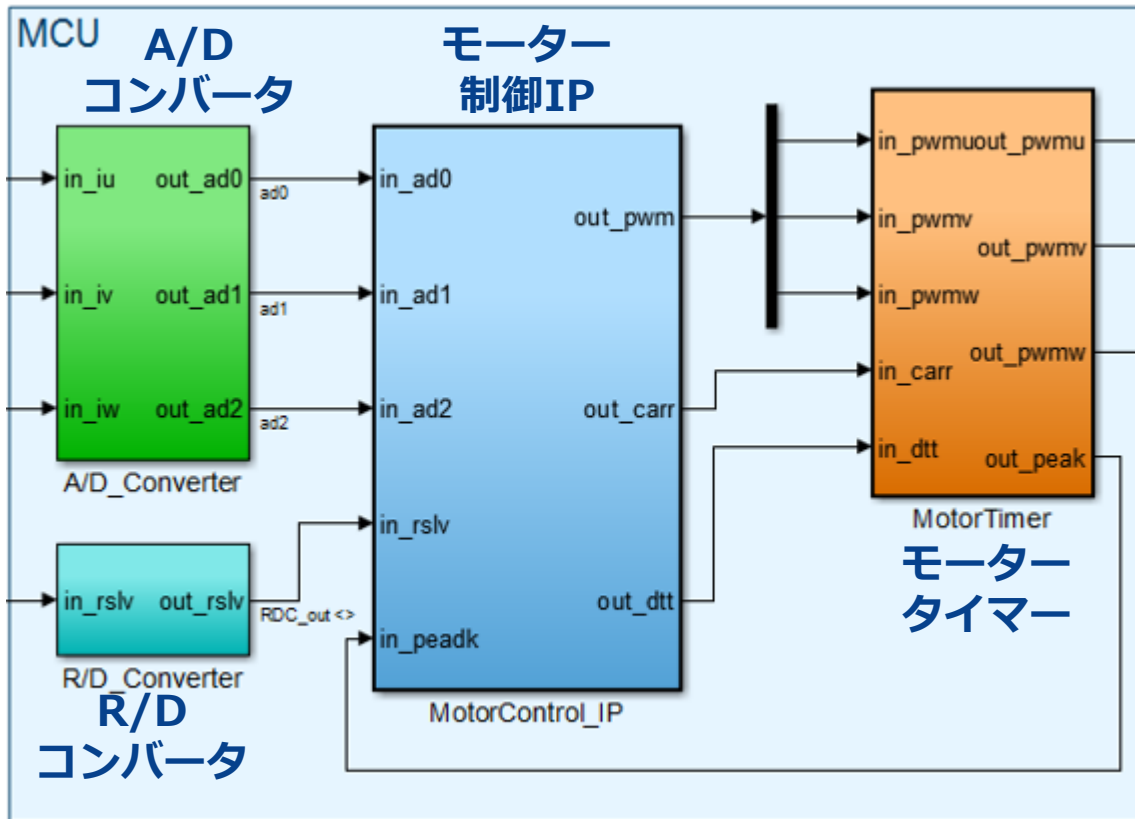 MCU
A/D
コンバータ
in_iu out_ad0
ad0
in_iv out_ad1
ad1
in_iw out_ad2
ad2
A/D_Converter
in_rslv out_rslv
RDC_out <>
R/D_Converter
R/D
コンバータ
モーター
制御IP
in_ad0
out_pwm
in_ad1
in_ad2
out_carr
in_rslv
out_dtt
in_peadk
MotorControl_IP
in_pwmu out_pwmu
in_pwmv
out_pwmv
in_pwmw
out_pwmw
in_carr
in_dtt
out_peak
MotorTimer
モーター
タイマー